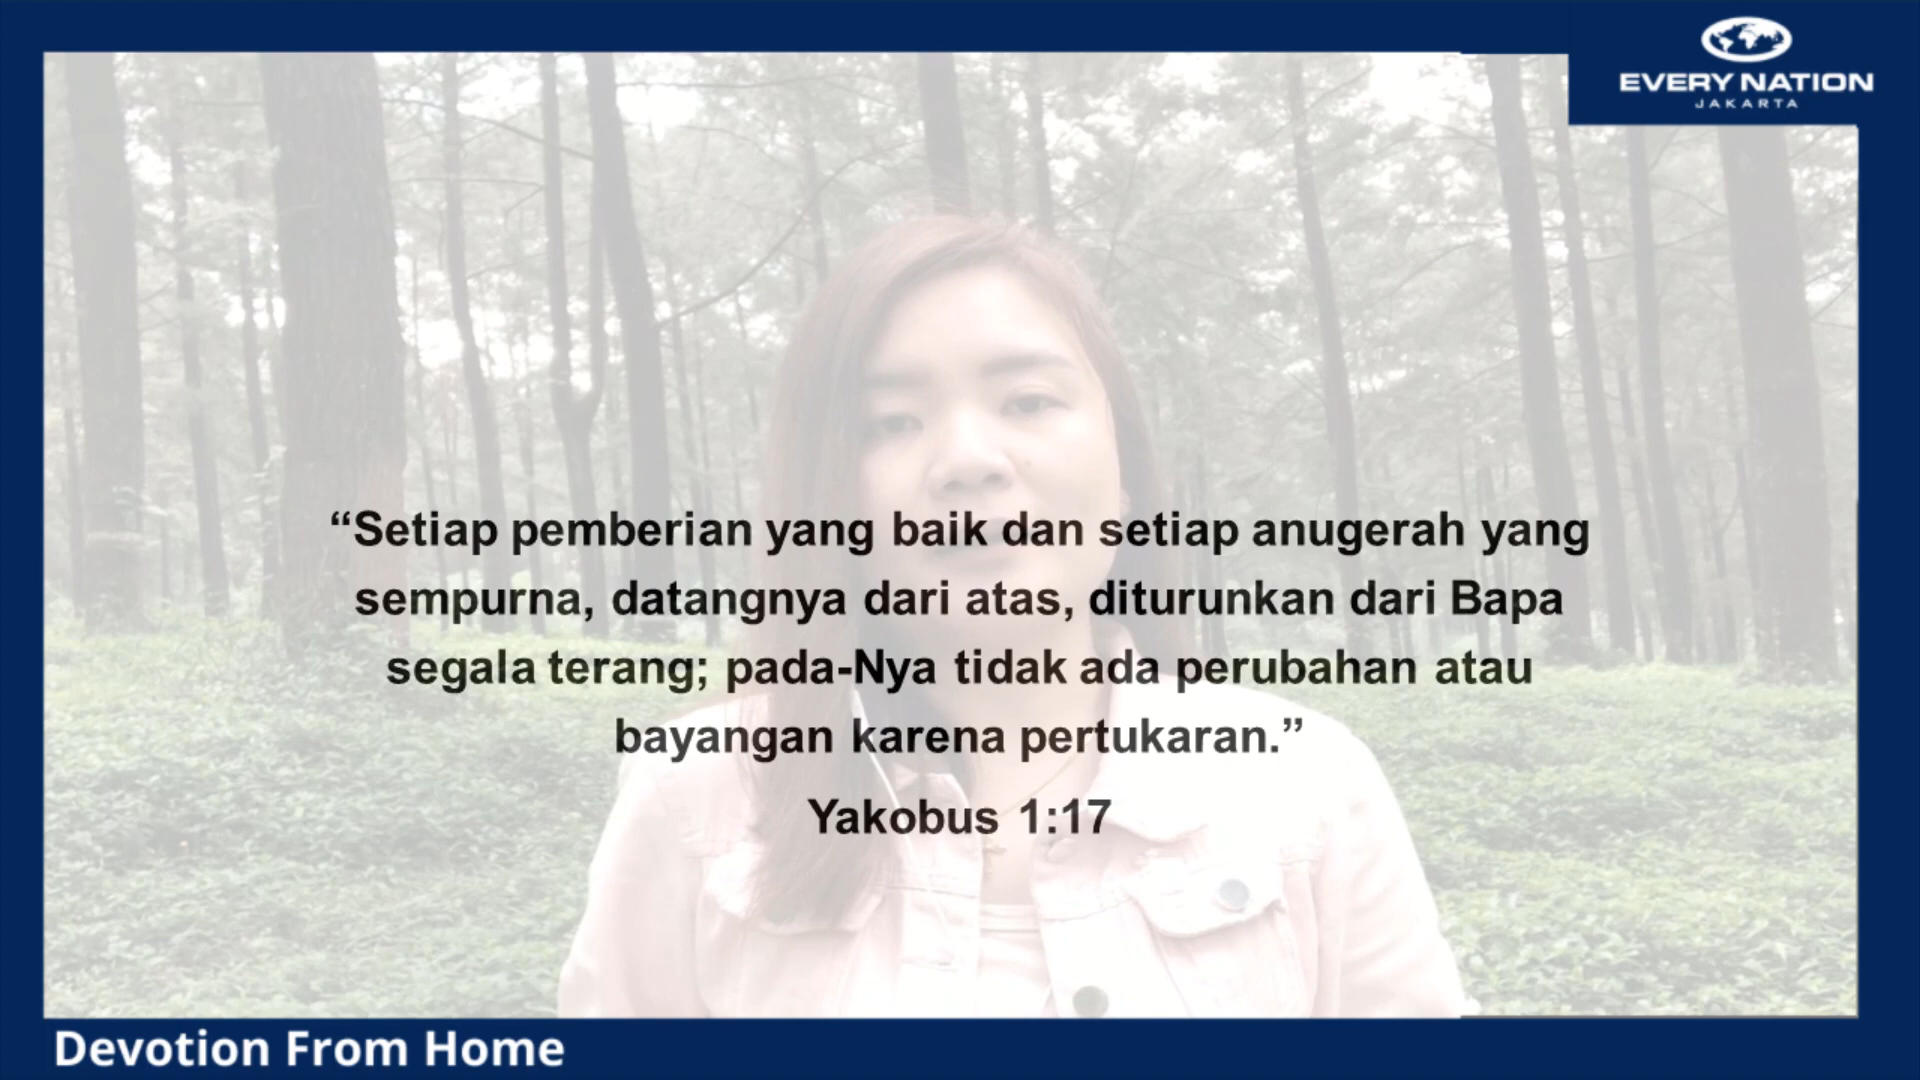 EVERY NATION
JAKARTA
“Setiap pemberian yang baik dan setiap anugerah yang
sempurna, datangnya dari atas, diturunkan dari Bapa
segala terang; pada-Nya tidak ada perubahan atau
bayangan karena pertukaran.”
Yakobus 1:17
Devotion From Home